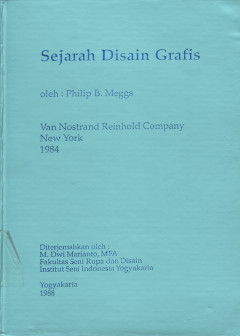 Sejarah Disain Grafis
oleh : Philip B. Meggs
Van Nostrand Reinhold Company
New York
1984
Diterjemahkan oleh :
M. Dwi Marianto, MPA
Fakultas Seni Rupa dan Disain
Institut Seni Indonesia Yogyakarta
Yogyakarta
1988